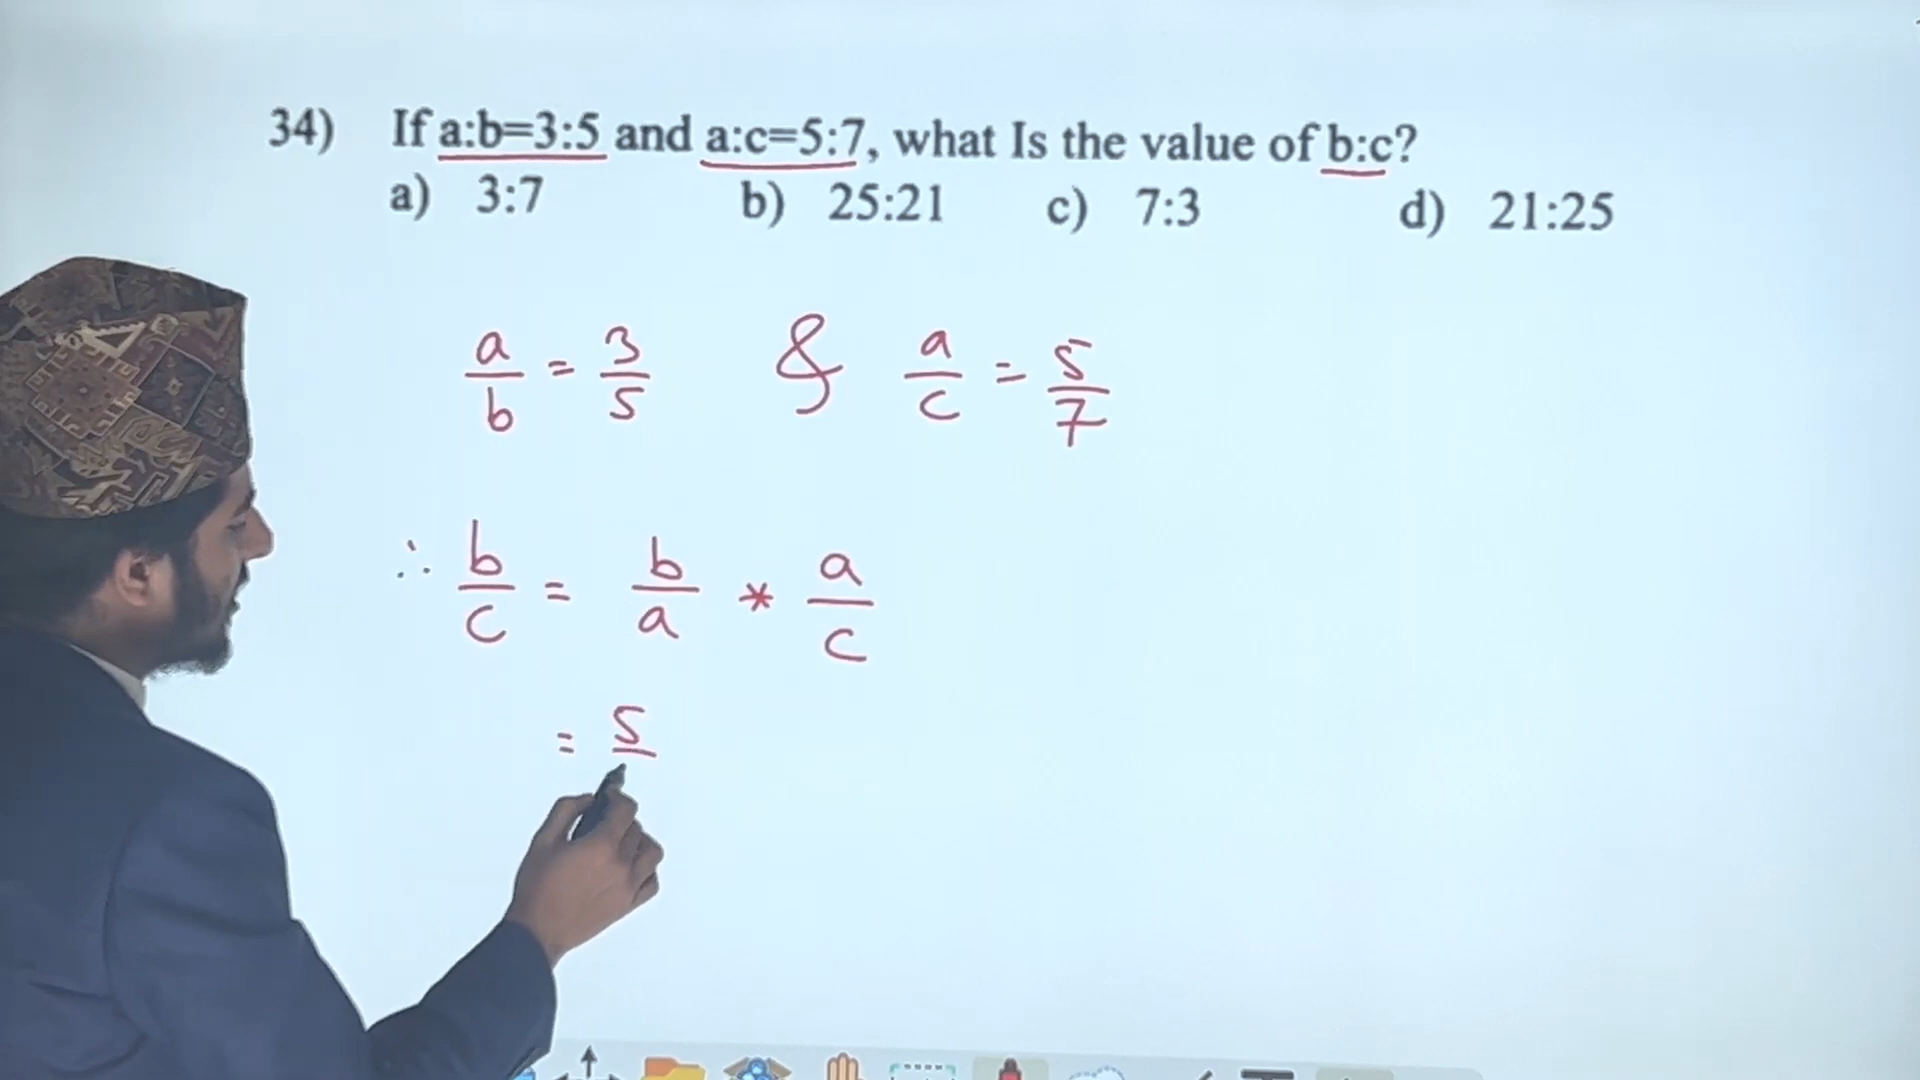 34) If a:b=3:5 and a:c=5:7, what Is the value of b:c?
a) 3:7 b) 25:21 c) 7:3 d) 21:25
a/b = 3/5 & a/c = 5/7
∴ b/c = b/a * a/c
= 5/